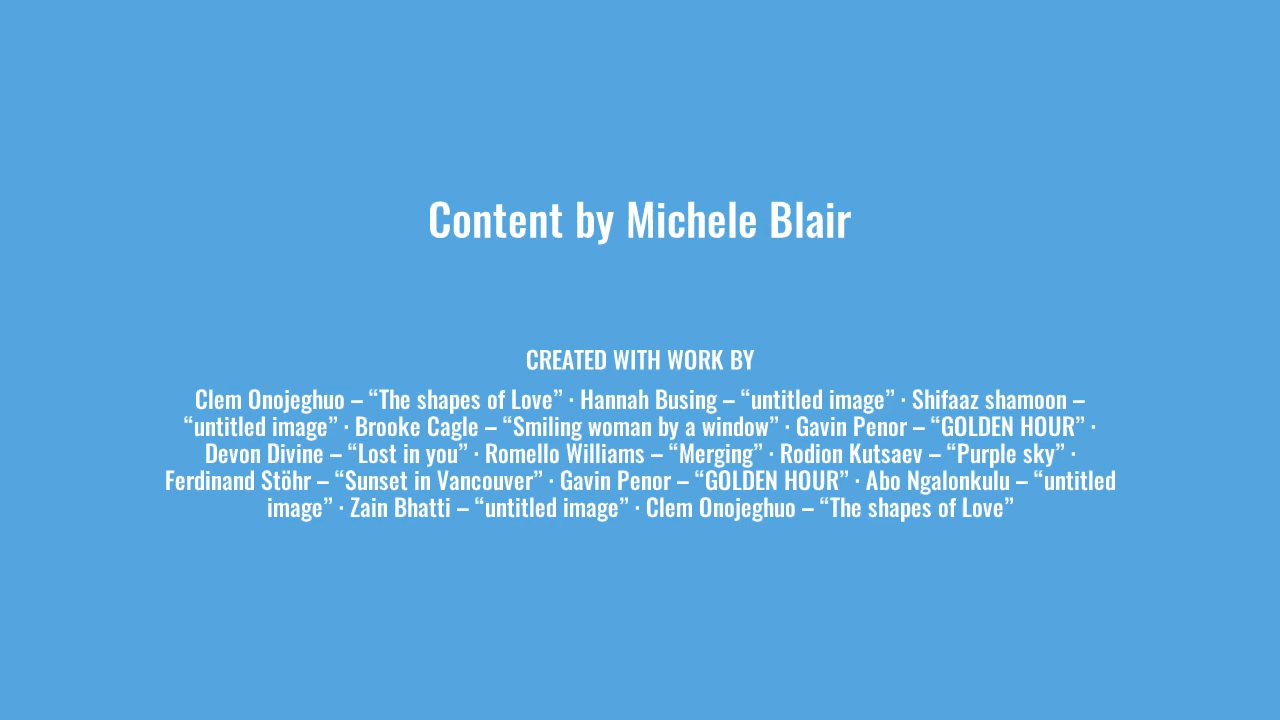 Content by Michele Blair
CREATED WITH WORK BY
Clem Onojeghuo – “The shapes of Love” · Hannah Busing – “untitled image” · Shifaaz shamoon –
“untitled image” · Brooke Cagle – “Smiling woman by a window” · Gavin Penor – “GOLDEN HOUR” ·
Devon Divine – “Lost in you” · Romello Williams – “Merging” · Rodion Kutsaev – “Purple sky” ·
Ferdinand Stöhr – “Sunset in Vancouver” · Gavin Penor – “GOLDEN HOUR” · Abo Ngalonkulu – “untitled
image” · Zain Bhatti – “untitled image” · Clem Onojeghuo – “The shapes of Love”